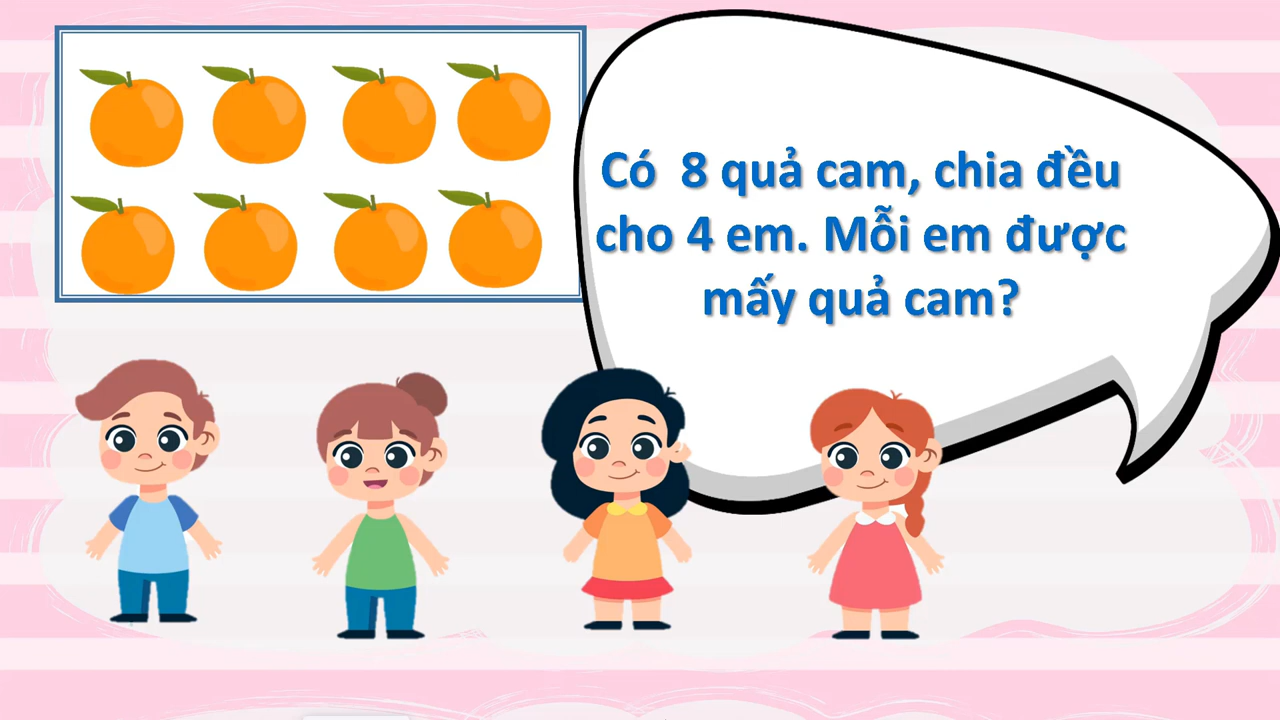 Có  8 quả cam, chia đều
cho 4 em. Mỗi em được
mấy quả cam?